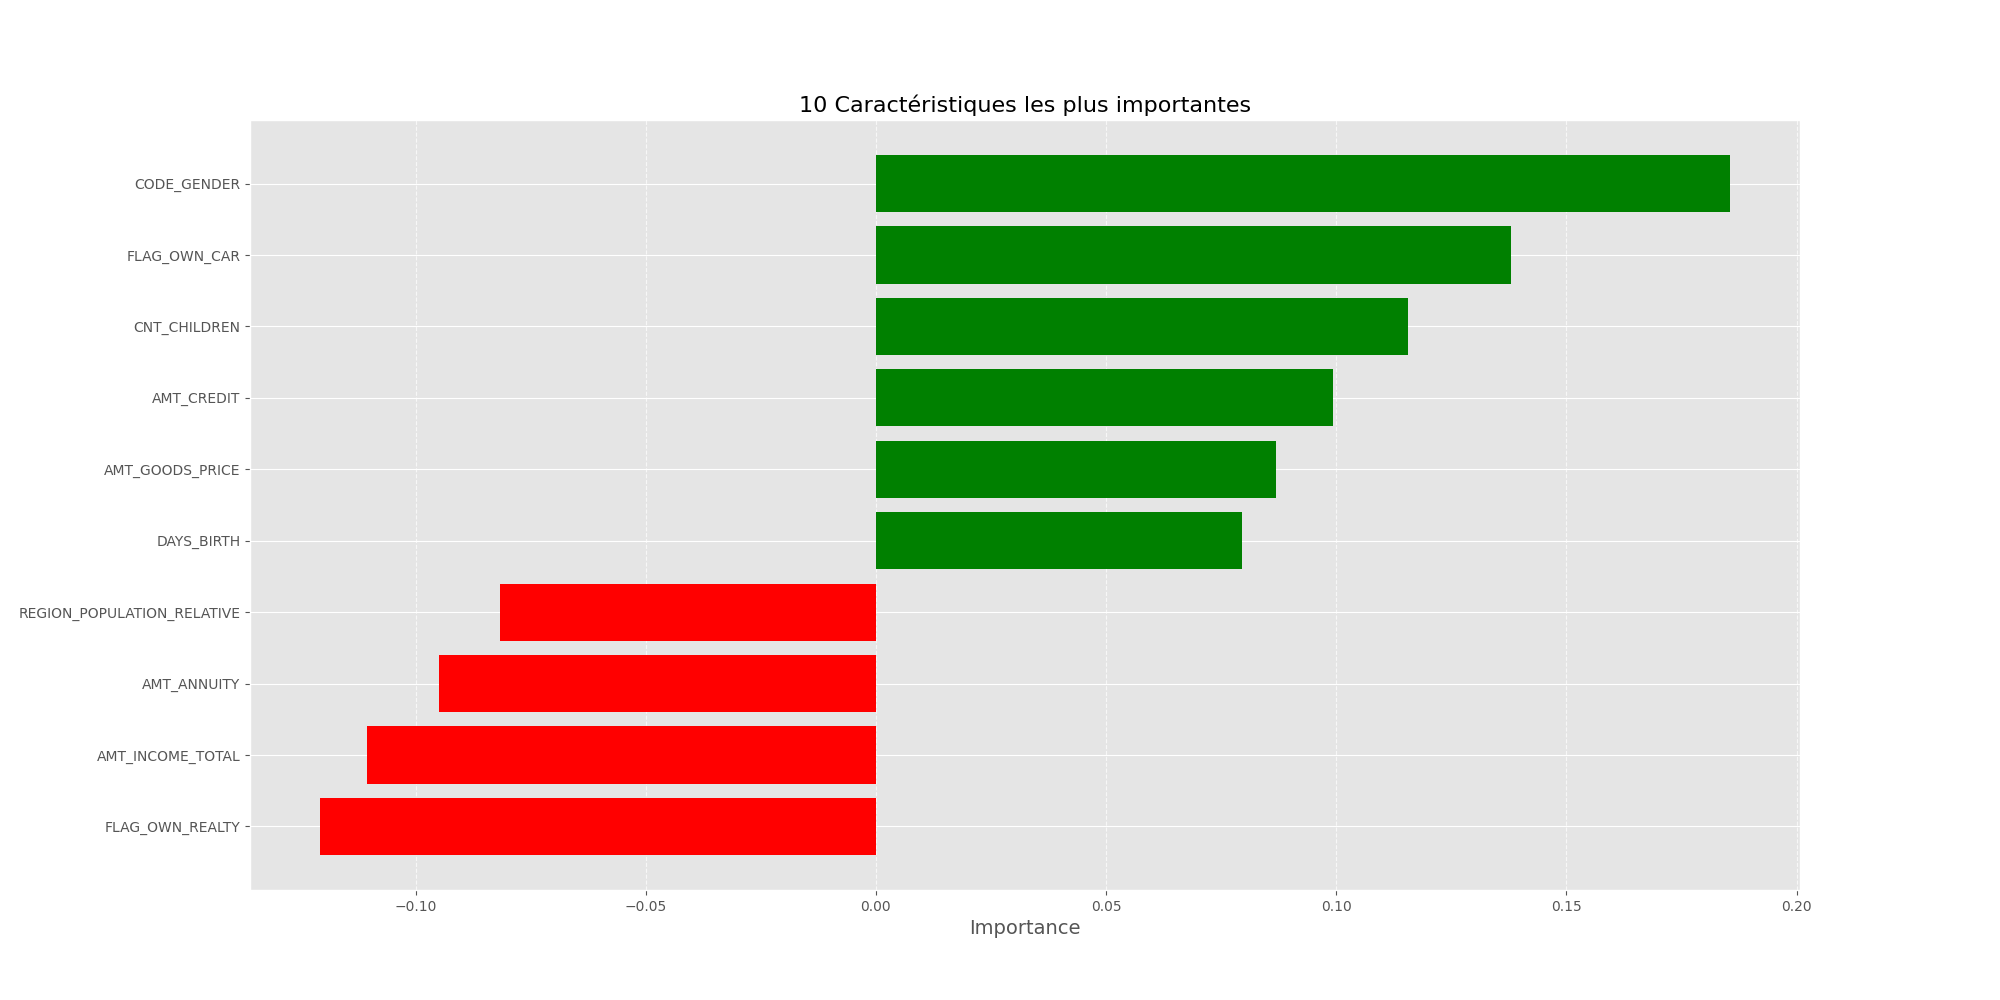 10 Caractéristiques les plus importantes
CODE_GENDER
FLAG_OWN_CAR
CNT_CHILDREN
AMT_CREDIT
AMT_GOODS_PRICE
DAYS_BIRTH
REGION_POPULATION_RELATIVE
AMT_ANNUITY
AMT_INCOME_TOTAL
FLAG_OWN_REALTY
−0.10 −0.05 0.00 0.05 0.10 0.15 0.20
Importance